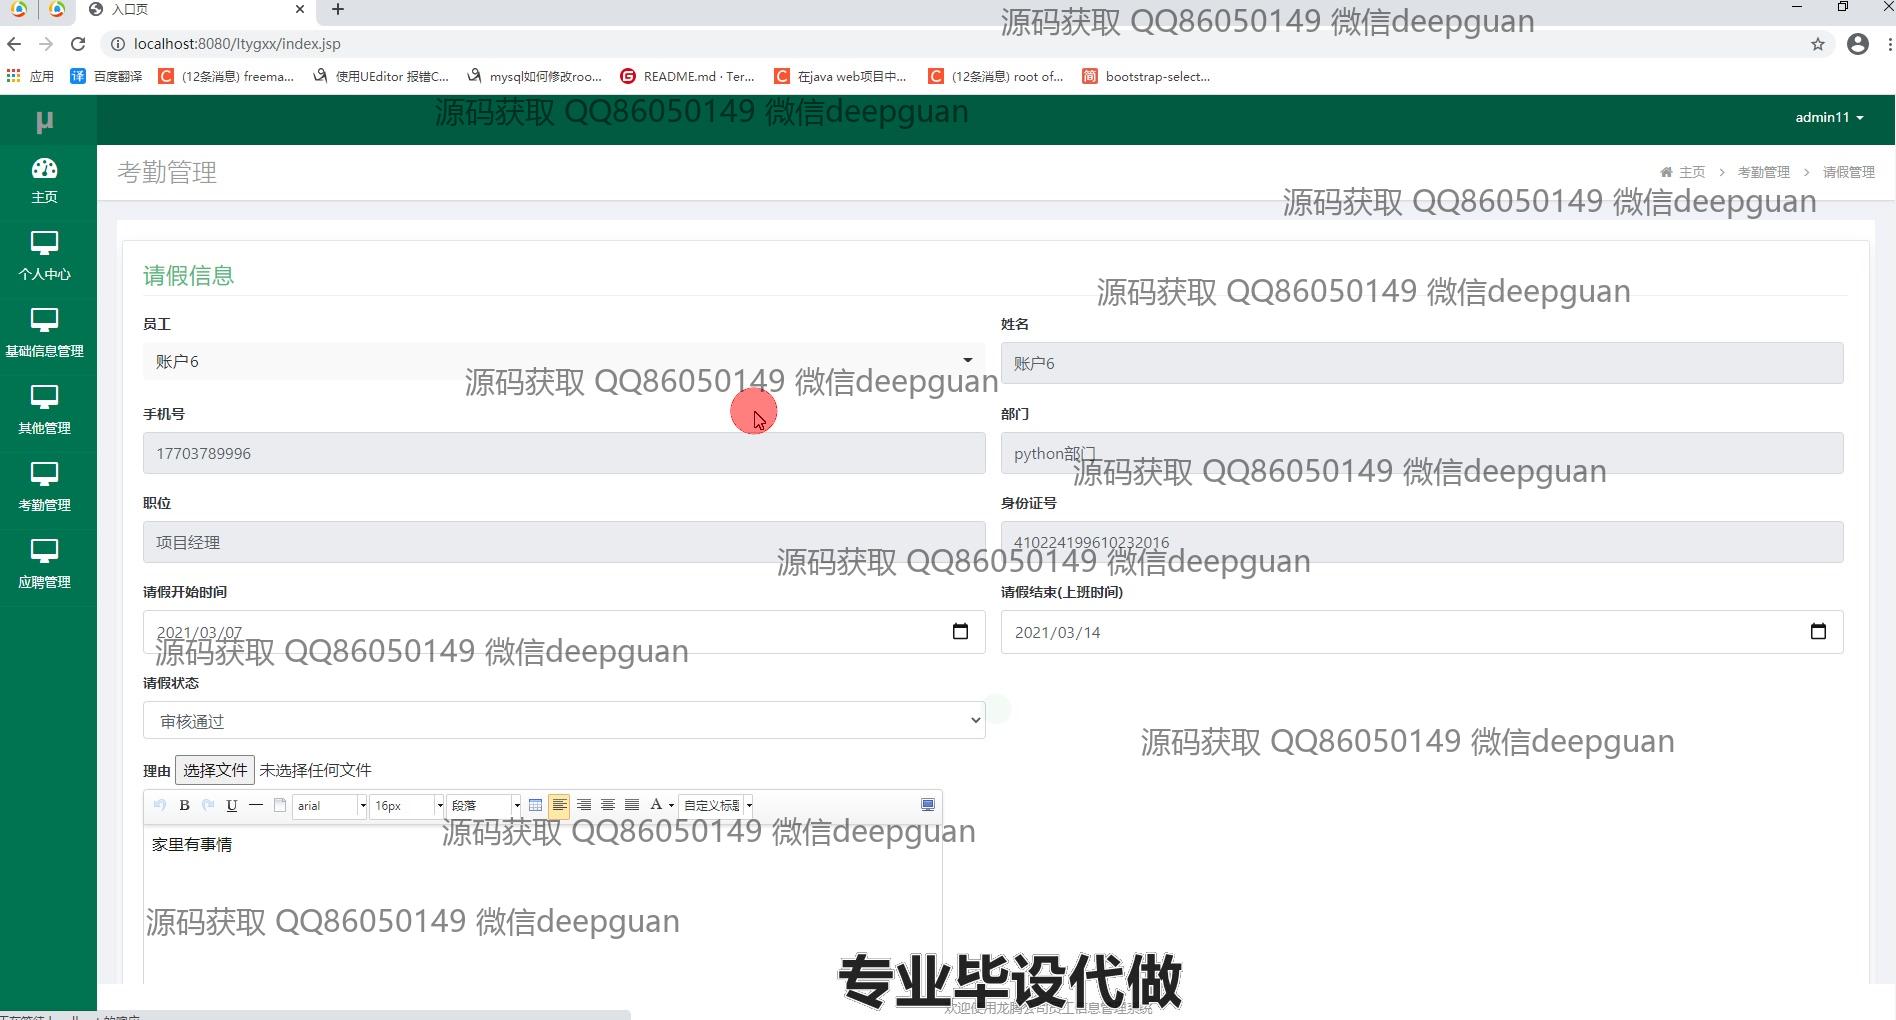 入口页
源码获取 QQ86050149 微信deepguan
localhost:8080/ltygxx/index.jsp
应用
百度翻译
(12条消息) freema...
使用UEditor 报错C...
mysql如何修改roo...
README.md · Ter...
在java web项目中...
(12条消息) root of...
bootstrap-select...
源码获取 QQ86050149 微信deepguan
μ
admin11
主页
考勤管理
主页 > 考勤管理 > 请假管理
源码获取 QQ86050149 微信deepguan
个人中心
请假信息
源码获取 QQ86050149 微信deepguan
基础信息管理
员工
姓名
账户6
账户6
源码获取 QQ86050149 微信deepguan
其他管理
手机号
部门
17703789996
python部门
源码获取 QQ86050149 微信deepguan
考勤管理
职位
身份证号
项目经理
410224199610232016
源码获取 QQ86050149 微信deepguan
应聘管理
请假开始时间
请假结束(上班时间)
2021/03/07
2021/03/14
源码获取 QQ86050149 微信deepguan
请假状态
审核通过
源码获取 QQ86050149 微信deepguan
理由 选择文件 未选择任何文件
B U arial 16px 段落 A 自定义标题
源码获取 QQ86050149 微信deepguan
家里有事情
源码获取 QQ86050149 微信deepguan
专业毕设代做
欢迎使用龙腾公司员工信息管理系统